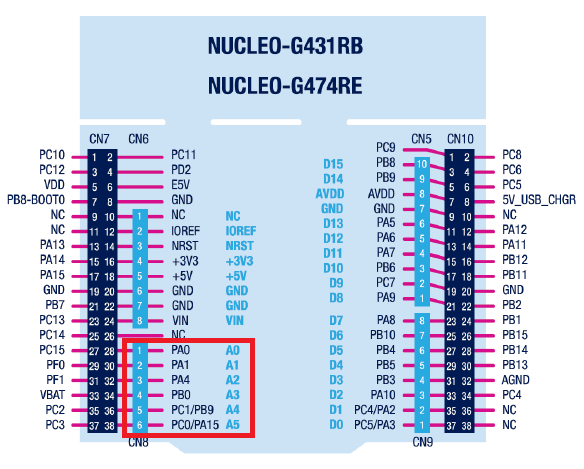 NUCLEO-G431RB
NUCLEO-G474RE
CN7 CN6 CN5 CN10
PC10 1 2 PC11 PC9 1 2 PC8
PC12 3 4 PD2 D15 PB8 10 3 4 PC6
VDD 5 6 E5V D14 PB9 9 5 6 PC5
PB8-BOOT0 7 8 GND AVDD AVDD 8 7 8 5V_USB_CHGR
NC 9 10 1 NC NC GND GND 7 9 10 NC
NC 11 12 2 IOREF IOREF D13 PA5 6 11 12 PA12
PA13 13 14 3 NRST NRST D12 PA6 5 13 14 PA11
PA14 15 16 4 +3V3 +3V3 D11 PA7 4 15 16 PB12
PA15 17 18 5 +5V +5V D10 PB6 3 17 18 PB11
GND 19 20 6 GND GND D9 PC7 2 19 20 GND
PB7 21 22 7 GND GND D8 PA9 1 21 22 PB2
PC13 23 24 8 VIN VIN D7 PA8 8 23 24 PB1
PC14 25 26 NC D6 PB10 7 25 26 PB15
PC15 27 28 1 PA0 A0 D5 PB4 6 27 28 PB14
PF0 29 30 2 PA1 A1 D4 PB5 5 29 30 PB13
PF1 31 32 3 PA4 A2 D3 PB3 4 31 32 AGND
VBAT 33 34 4 PB0 A3 D2 PA10 3 33 34 PC4
PC2 35 36 5 PC1/PB9 A4 D1 PC4/PA2 2 35 36 NC
PC3 37 38 6 PC0/PA15 A5 D0 PC5/PA3 1 37 38 NC
CN8 CN9